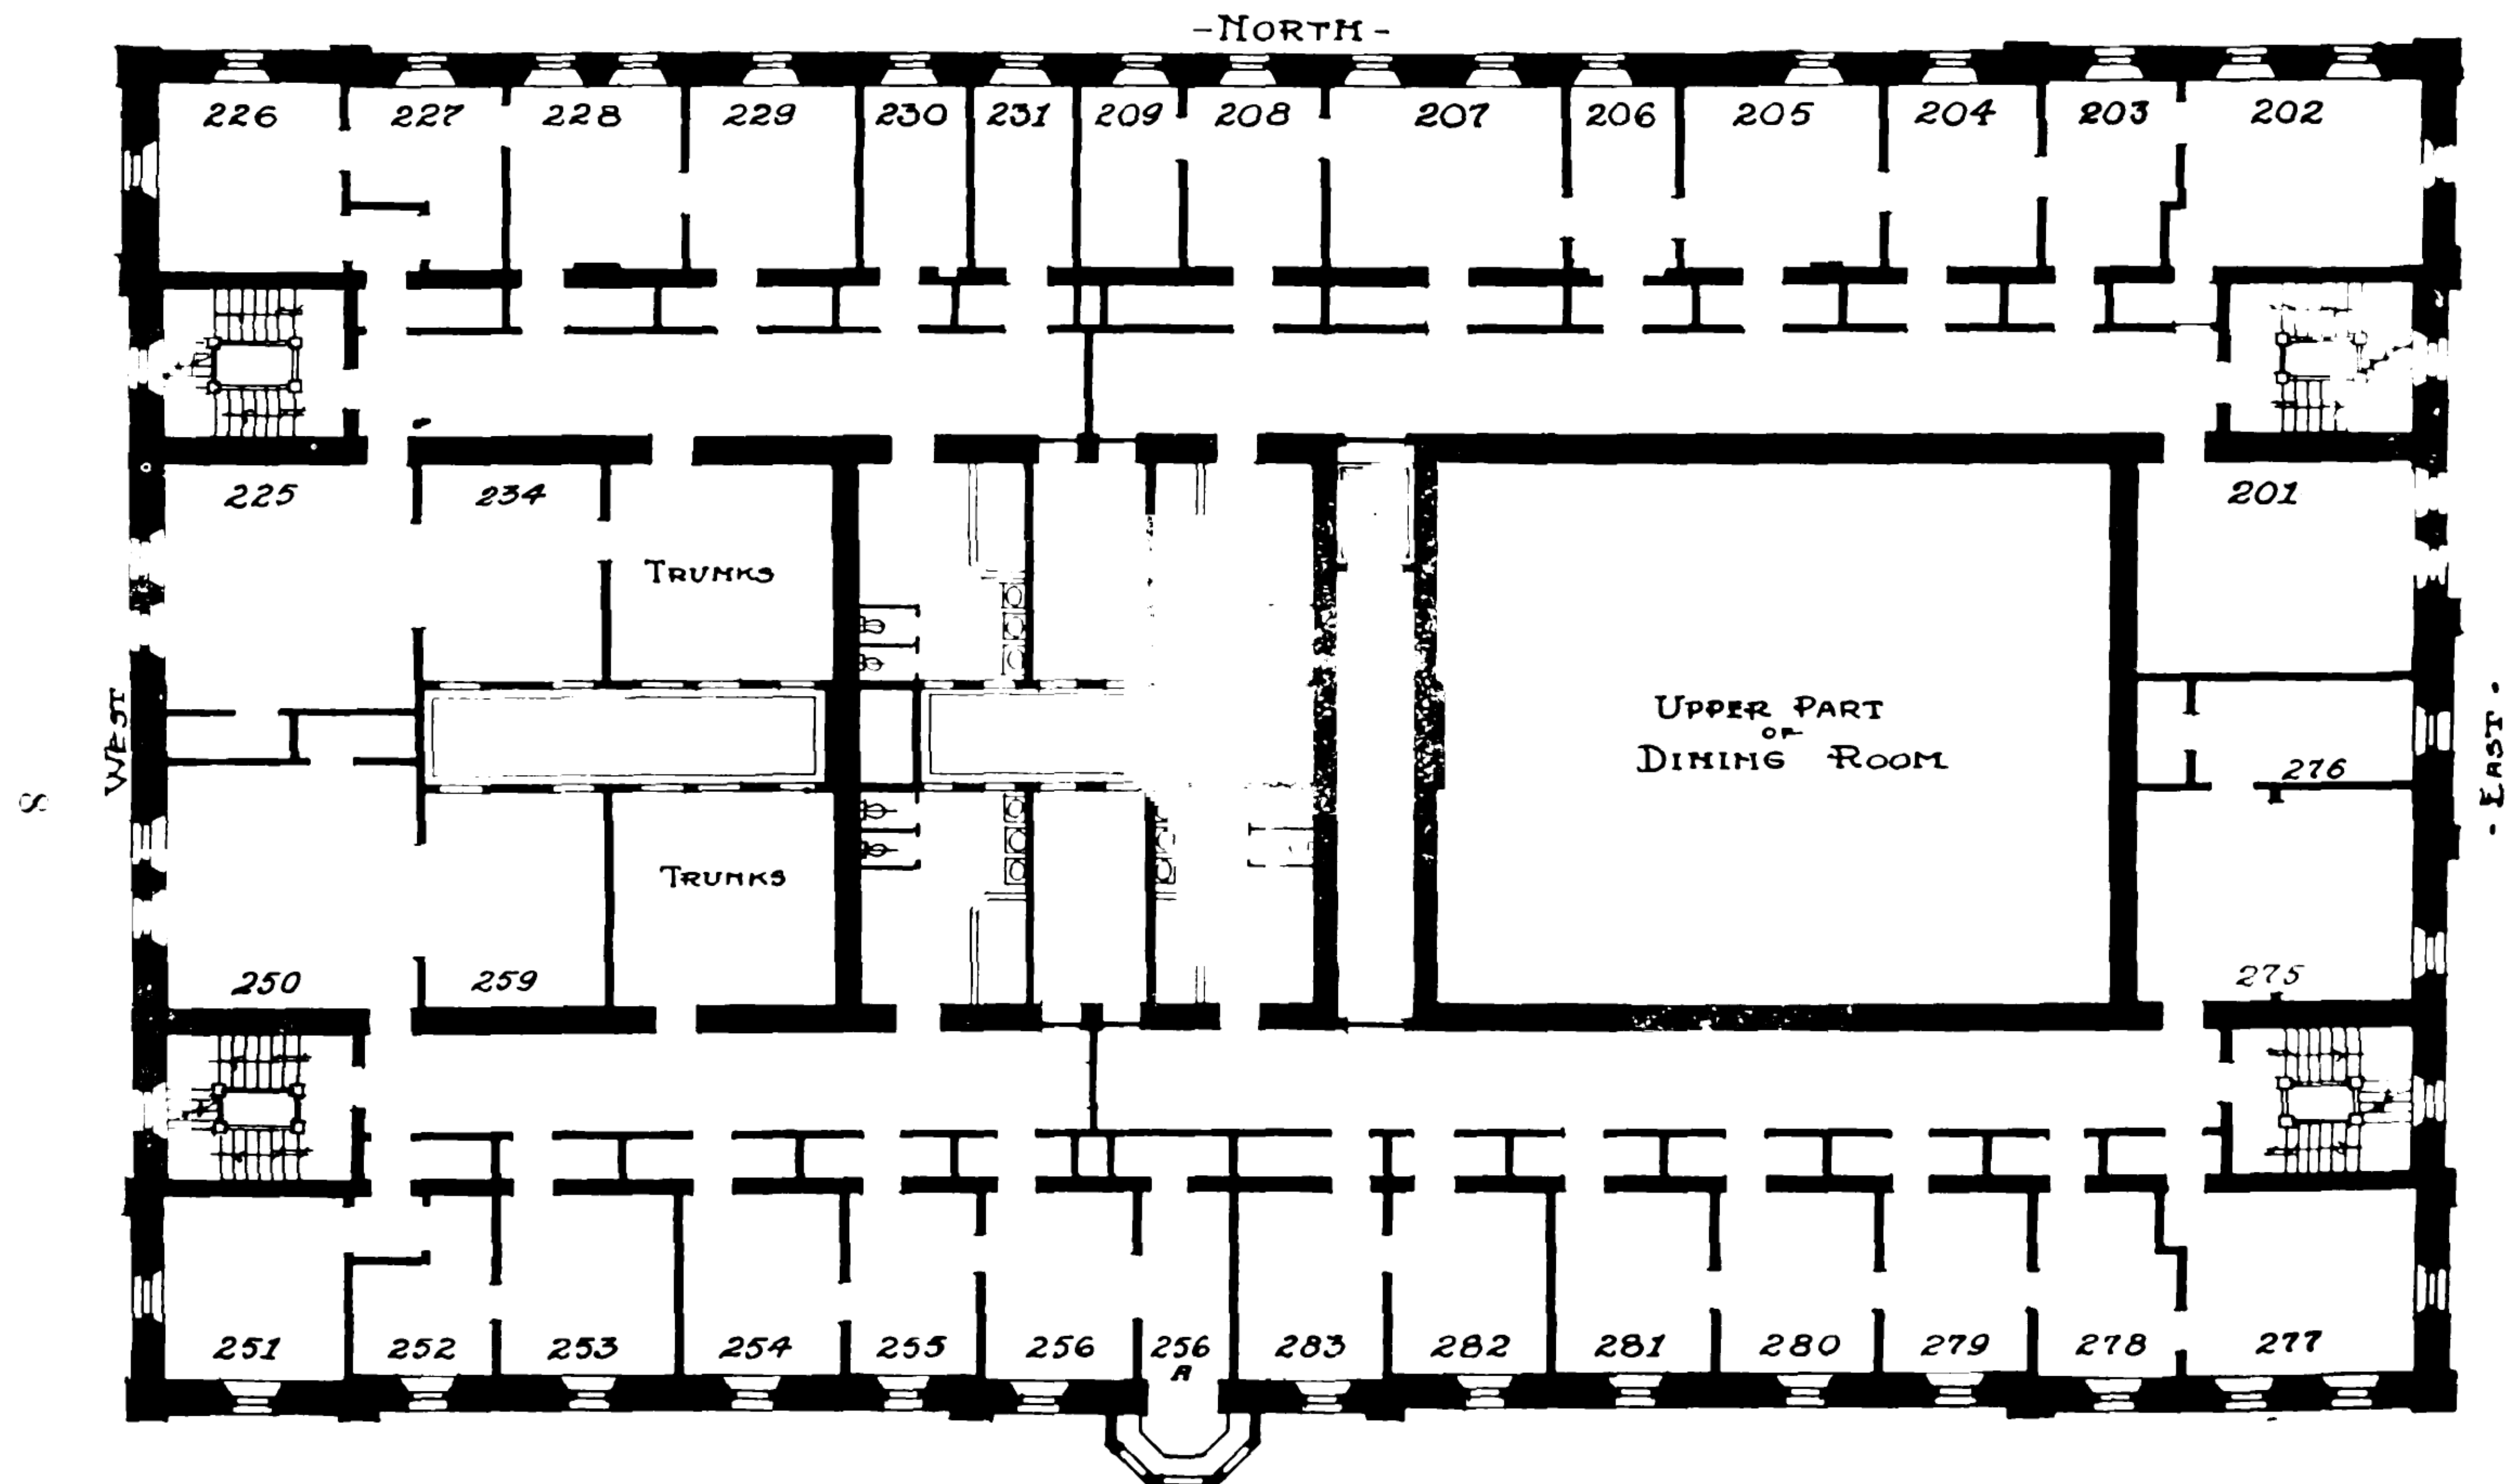 -NORTH-
226 227 228 229 230 231 209 208 207 206 205 204 203 202
225 234 201
TRUNKS
WEST
UPPER PART
OF
DINING ROOM
276
- EAST -
8
TRUNKS
250 259 275
251 252 253 254 255 256 256 283 282 281 280 279 278 277
A